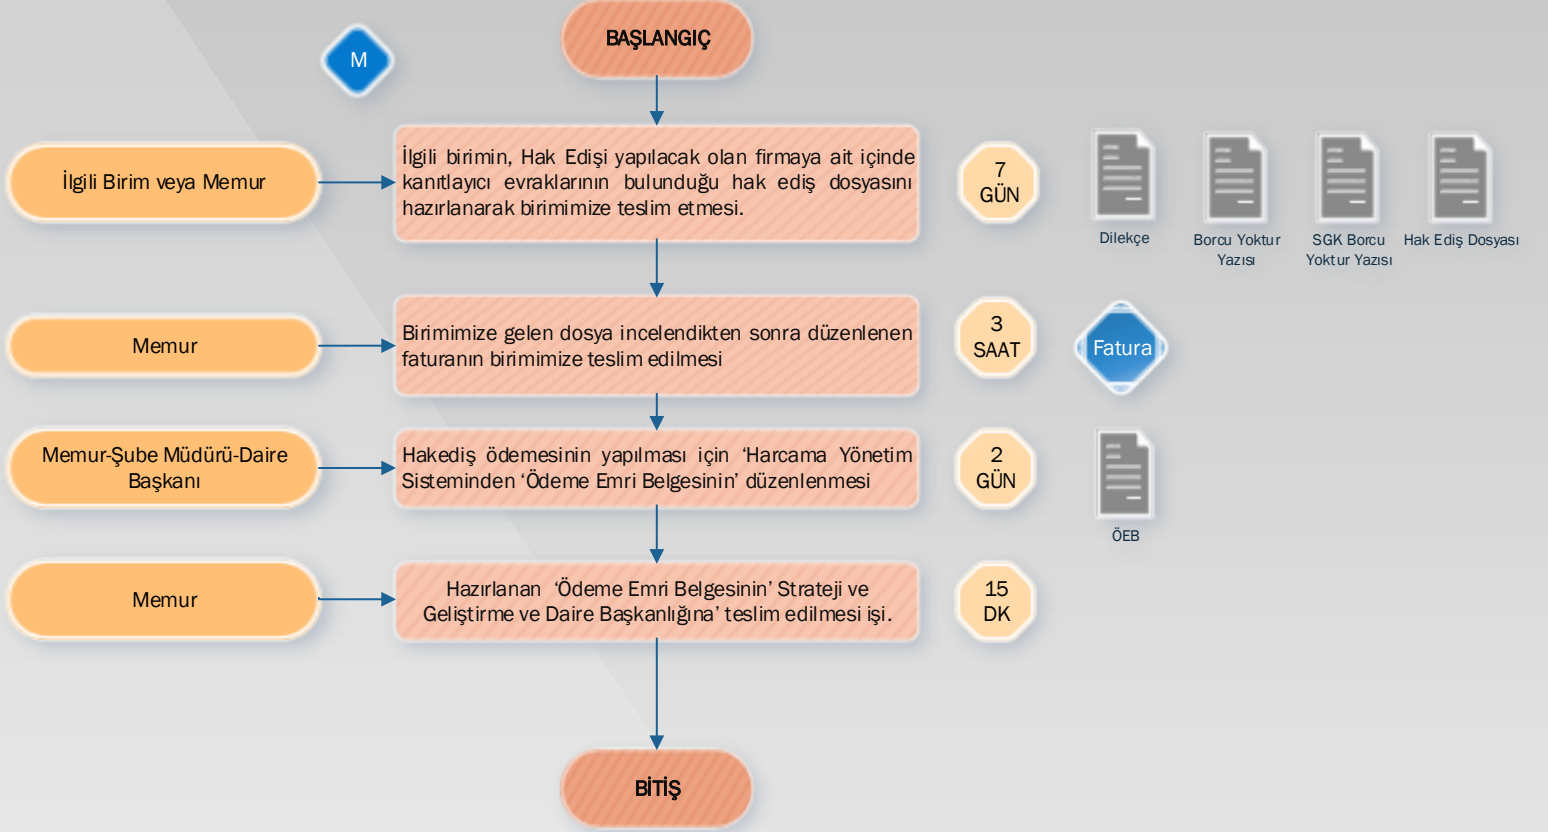 BAŞLANGIÇ
M
İlgili Birim veya Memur
İlgili birimin, Hak Edişi yapılacak olan firmaya ait içinde
kanıtlayıcı evraklarının bulunduğu hak ediş dosyasını
hazırlanarak birimimize teslim etmesi.
7
GÜN
Dilekçe
Borcu Yoktur
Yazısı
SGK Borcu
Yoktur Yazısı
Hak Ediş Dosyası
Memur
Birimimize gelen dosya incelendikten sonra düzenlenen
faturanın birimimize teslim edilmesi
3
SAAT
Fatura
Memur-Şube Müdürü-Daire
Başkanı
Hakediş ödemesinin yapılması için ‘Harcama Yönetim
Sisteminden ‘Ödeme Emri Belgesinin’ düzenlenmesi
2
GÜN
ÖEB
Memur
Hazırlanan ‘Ödeme Emri Belgesinin’ Strateji ve
Geliştirme ve Daire Başkanlığına’ teslim edilmesi işi.
15
DK
BİTİŞ